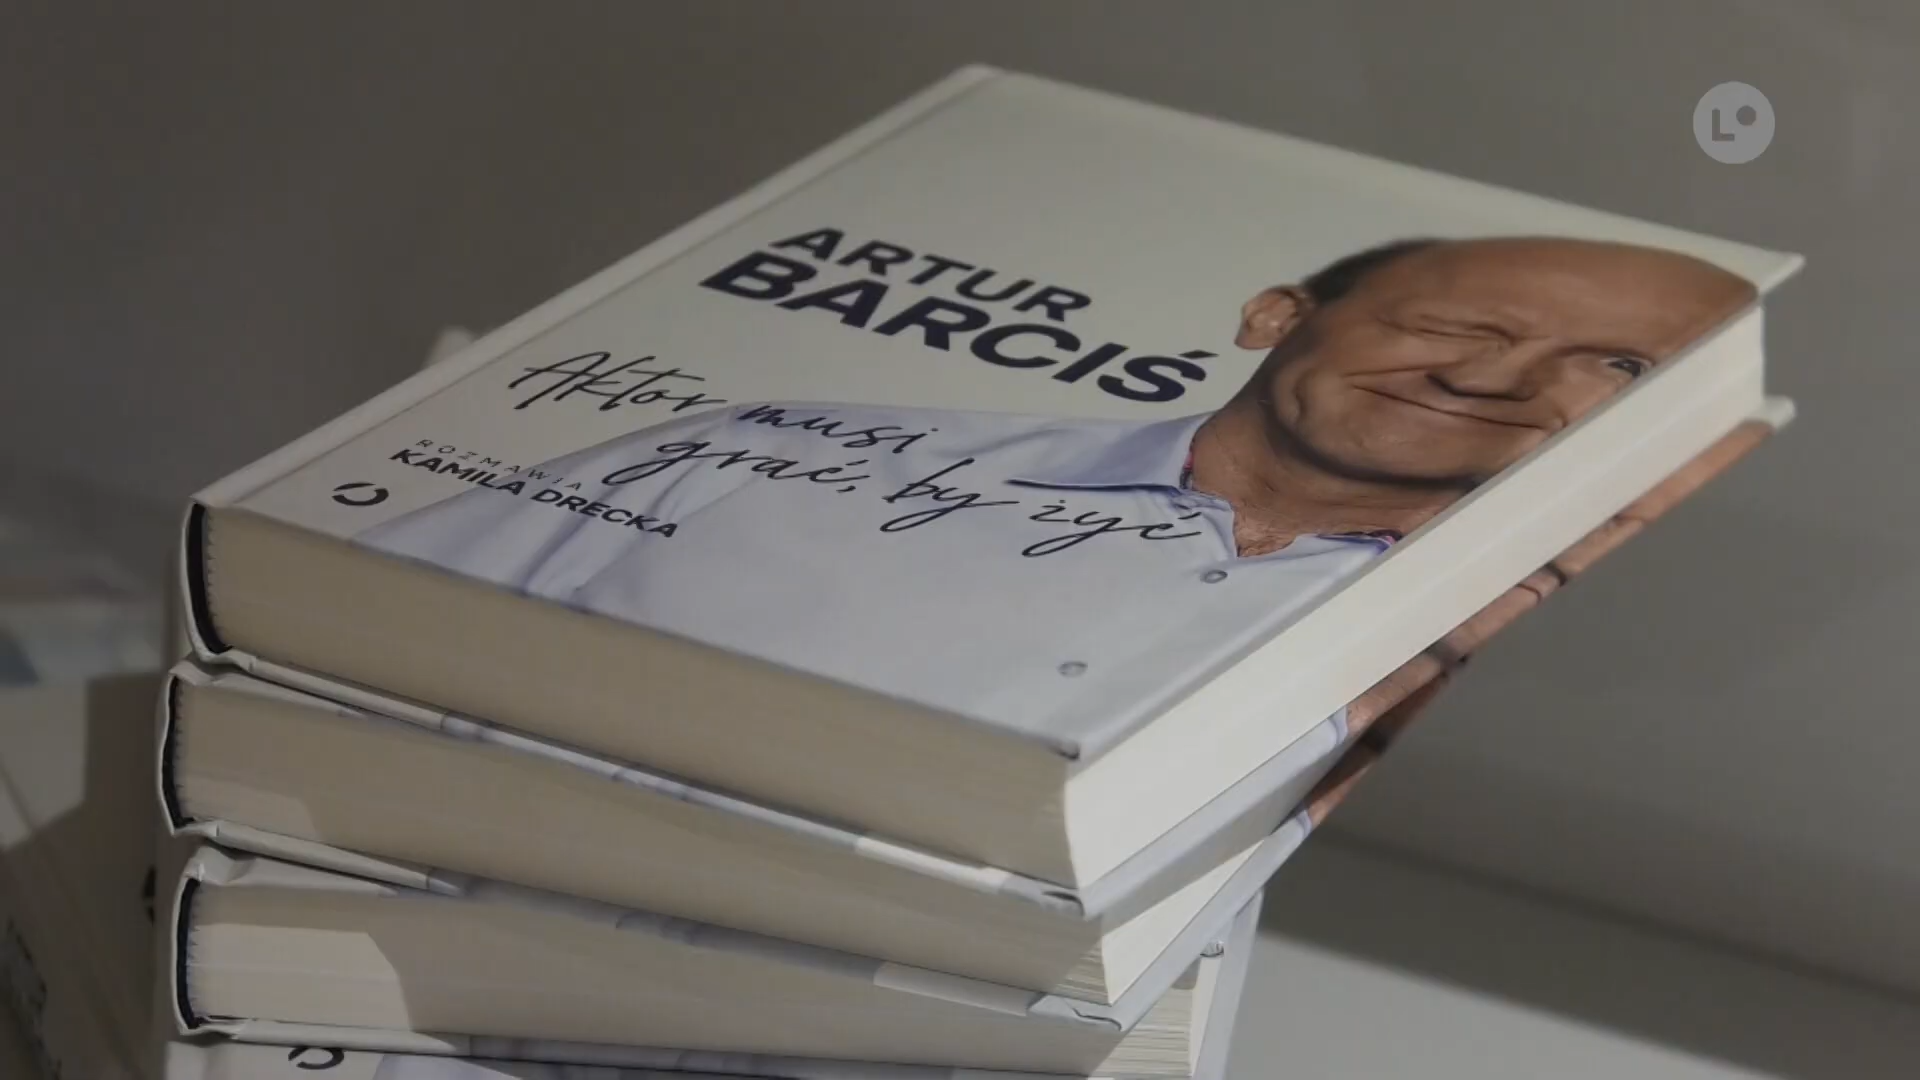 ARTUR
BARCIŚ
Aktor musi
grać, by żyć
ROZMAWIA
KAMILA DRECKA
L